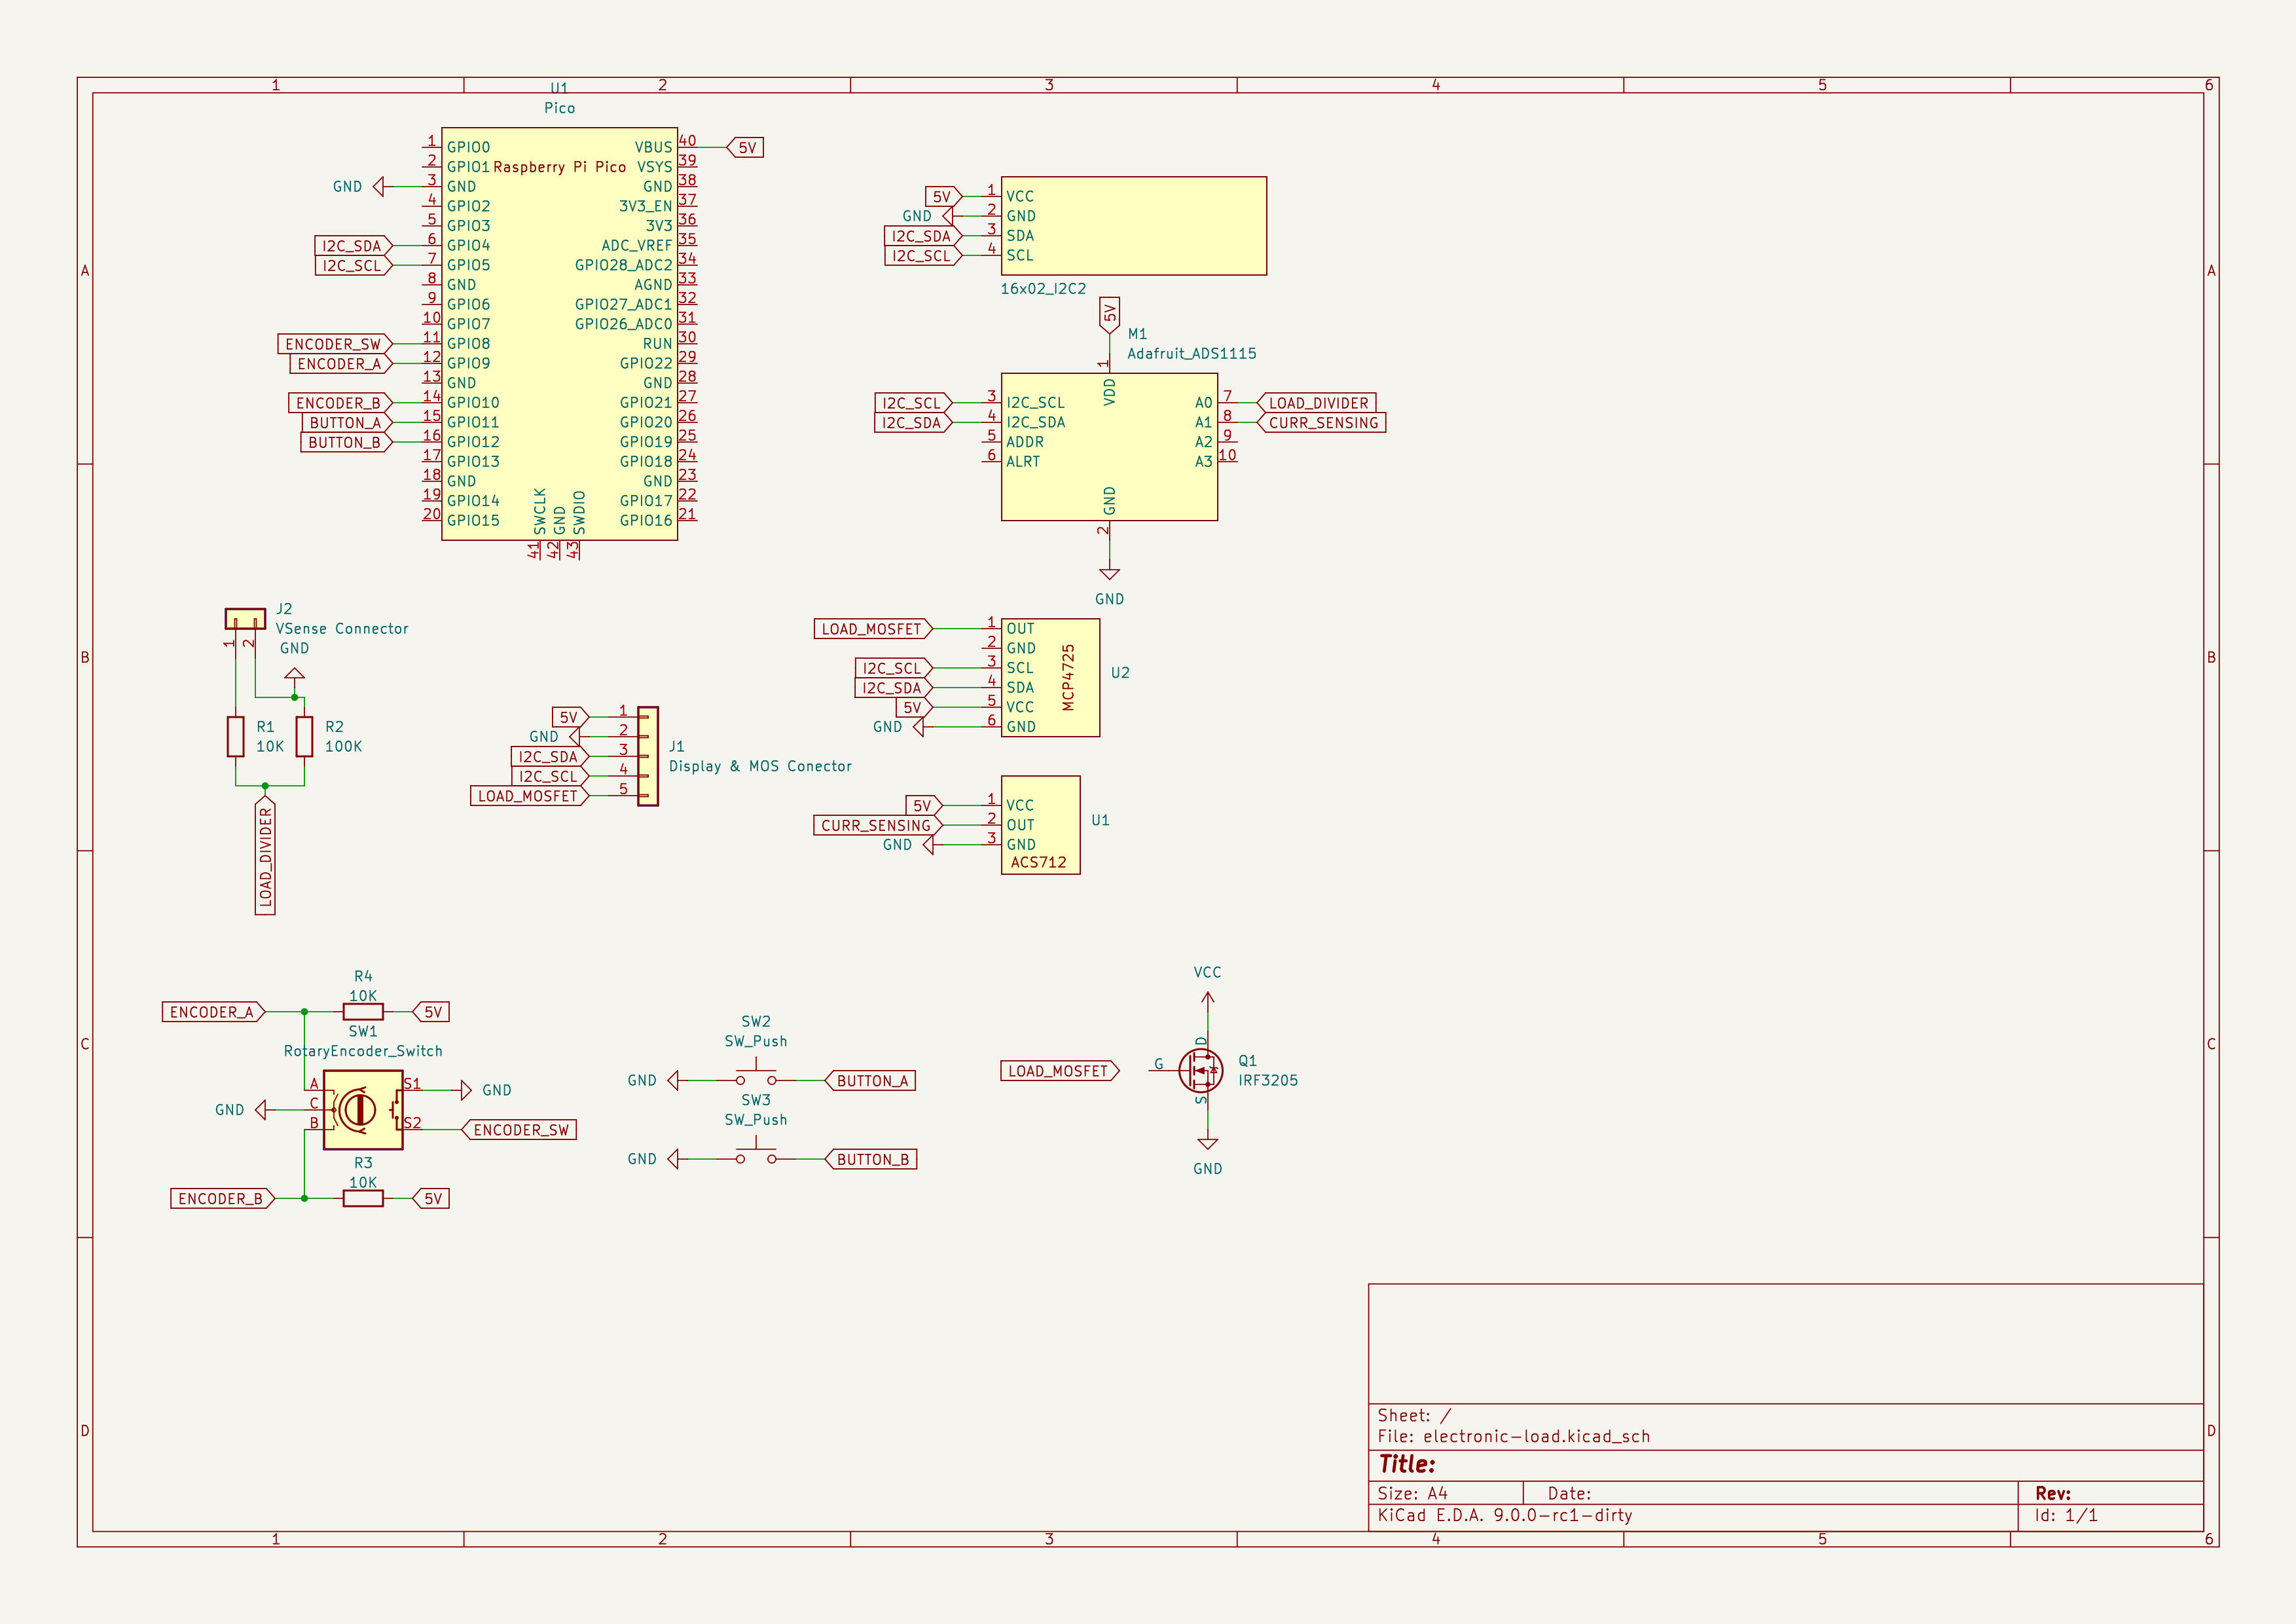 1 2 3 4 5 6
U1
Pico
Raspberry Pi Pico
1 GPIO0
2 GPIO1
GND 3 GND
4 GPIO2
5 GPIO3
I2C_SDA 6 GPIO4
I2C_SCL 7 GPIO5
8 GND
9 GPIO6
10 GPIO7
ENCODER_SW 11 GPIO8
ENCODER_A 12 GPIO9
13 GND
ENCODER_B 14 GPIO10
BUTTON_A 15 GPIO11
BUTTON_B 16 GPIO12
17 GPIO13
18 GND
19 GPIO14
20 GPIO15
VBUS 40 5V
VSYS 39
GND 38
3V3_EN 37
3V3 36
ADC_VREF 35
GPIO28_ADC2 34
AGND 33
GPIO27_ADC1 32
GPIO26_ADC0 31
RUN 30
GPIO22 29
GND 28
GPIO21 27
GPIO20 26
GPIO19 25
GPIO18 24
GND 23
GPIO17 22
GPIO16 21
SWCLK 41
GND 42
SWDIO 43
5V 1 VCC
GND 2 GND
I2C_SDA 3 SDA
I2C_SCL 4 SCL
16x02_I2C2
5V
M1
Adafruit_ADS1115
1 VDD
I2C_SCL 3 I2C_SCL
I2C_SDA 4 I2C_SDA
5 ADDR
6 ALRT
A0 7 LOAD_DIVIDER
A1 8 CURR_SENSING
A2 9
A3 10
GND 2
GND
J2
VSense Connector
GND
1 2
R1
10K
R2
100K
LOAD_DIVIDER
5V 1
GND 2
I2C_SDA 3
I2C_SCL 4
LOAD_MOSFET 5
J1
Display & MOS Conector
LOAD_MOSFET 1 OUT
2 GND
I2C_SCL 3 SCL
I2C_SDA 4 SDA
5V 5 VCC
GND 6 GND
MCP4725
U2
5V 1 VCC
CURR_SENSING 2 OUT
GND 3 GND
ACS712
U1
R4
10K
ENCODER_A 5V
SW1
RotaryEncoder_Switch
A S1 GND
GND C
B S2 ENCODER_SW
R3
10K
ENCODER_B 5V
SW2
SW_Push
GND BUTTON_A
SW3
SW_Push
GND BUTTON_B
VCC
D
LOAD_MOSFET G
S
Q1
IRF3205
GND
A
B
C
D
A
B
C
D
Sheet: /
File: electronic-load.kicad_sch
Title:
Size: A4 Date: Rev:
KiCad E.D.A. 9.0.0-rc1-dirty Id: 1/1
1 2 3 4 5 6